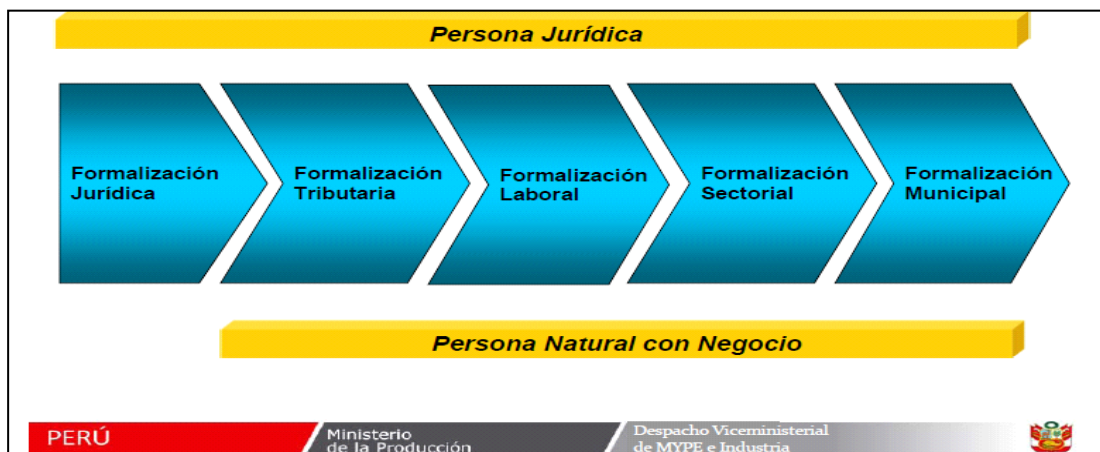 Persona Jurídica
Formalización
Jurídica
Formalización
Tributaria
Formalización
Laboral
Formalización
Sectorial
Formalización
Municipal
Persona Natural con Negocio
PERÚ
Ministerio
de la Producción
Despacho Viceministerial
de MYPE e Industria